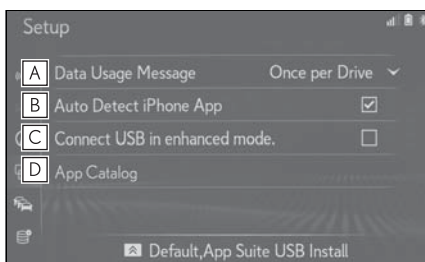 Setup
A Data Usage Message Once per Drive
B Auto Detect iPhone App
C Connect USB in enhanced mode.
D App Catalog
Default,App Suite USB Install